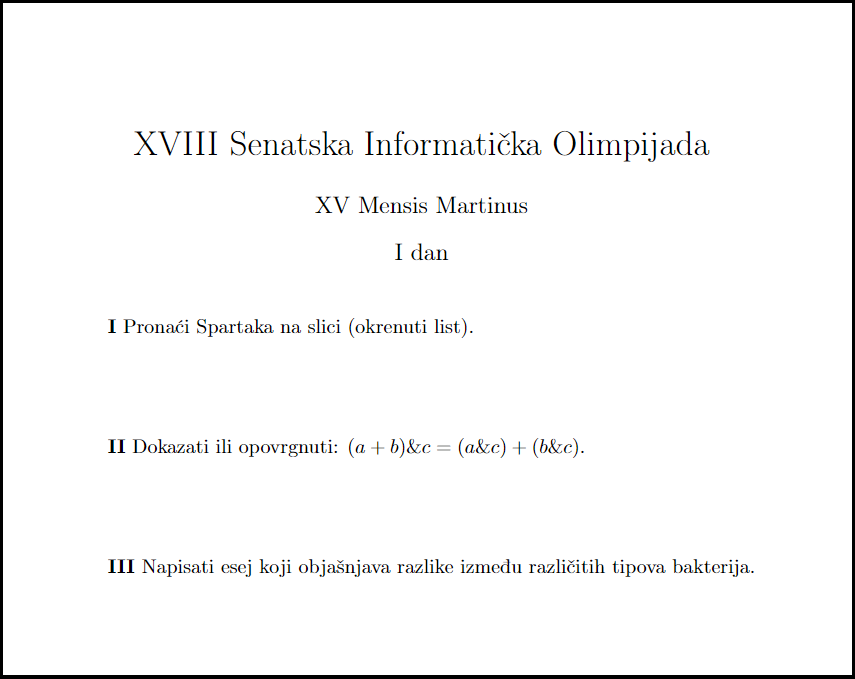 XVIII Senatska Informatička Olimpijada
XV Mensis Martinus
I dan
I Pronaći Spartaka na slici (okrenuti list).
II Dokazati ili opovrgnuti: (a + b)&c = (a&c) + (b&c).
III Napisati esej koji objašnjava razlike između različitih tipova bakterija.